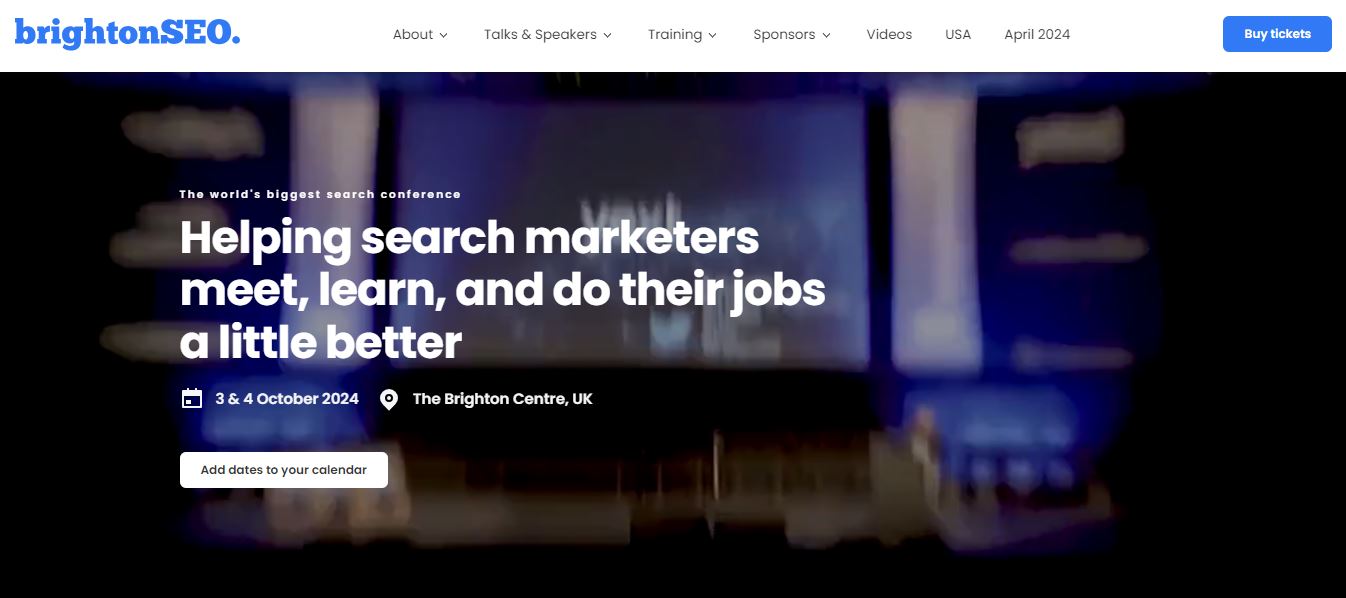 brightonSEO.
About
Talks & Speakers
Training
Sponsors
Videos
USA
April 2024
Buy tickets
The world's biggest search conference
Helping search marketers
meet, learn, and do their jobs
a little better
3 & 4 October 2024
The Brighton Centre, UK
Add dates to your calendar